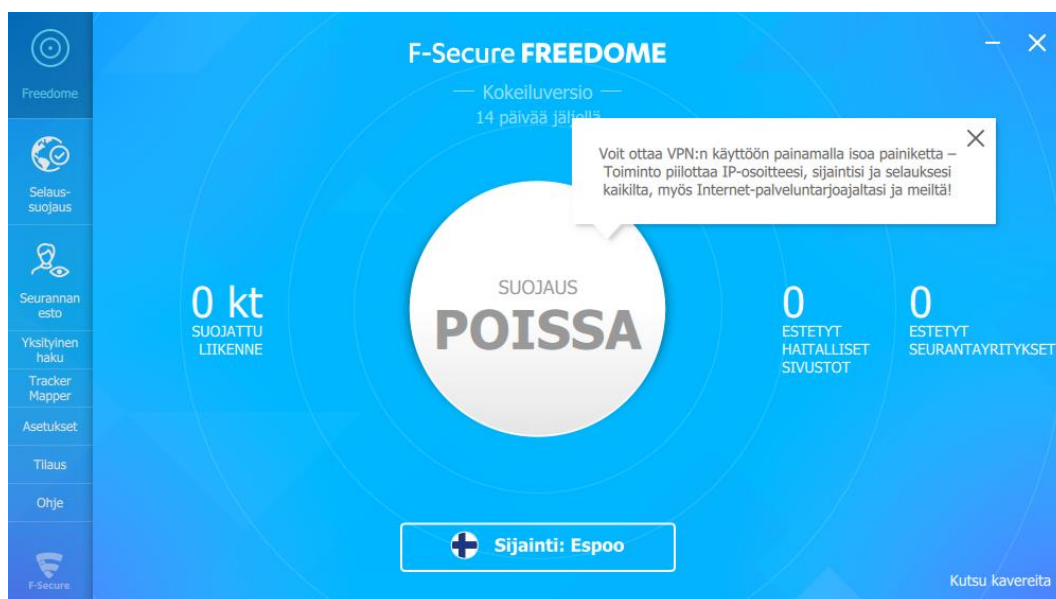 F-Secure FREEDOME
Kokeiluversio
14 päivää jäljellä
Voit ottaa VPN:n käyttöön painamalla isoa painiketta –
Toiminto piilottaa IP-osoitteesi, sijaintisi ja selauksesi
kaikilta, myös Internet-palveluntarjoajaltasi ja meiltä!
Freedome
Selaus-
suojaus
Seurannan
esto
Yksityinen
haku
Tracker
Mapper
Asetukset
Tilaus
Ohje
F-Secure
0 kt
SUOJATTU
LIIKENNE
SUOJAUS
POISSA
0
ESTETYT
HAITALLISET
SIVUSTOT
0
ESTETYT
SEURANTAYRITYKSET
Sijainti: Espoo
Kutsu kavereita